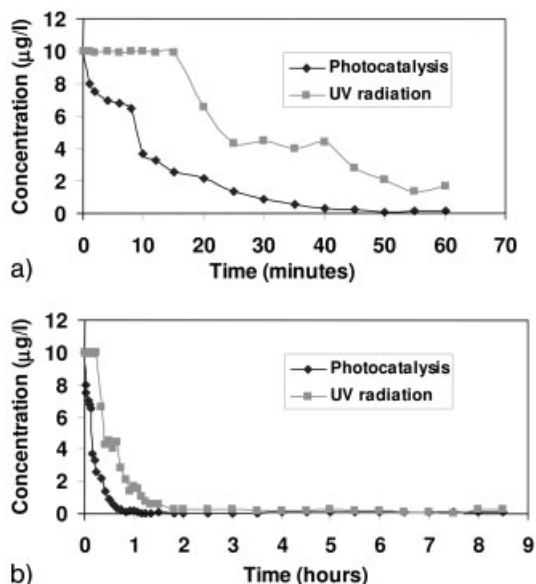 12
10
8
6
4
2
0
Concentration (µg/l)
Photocatalysis
UV radiation
0 10 20 30 40 50 60 70
Time (minutes)
a)
12
10
8
6
4
2
0
Concentration (µg/l)
Photocatalysis
UV radiation
0 1 2 3 4 5 6 7 8 9
Time (hours)
b)